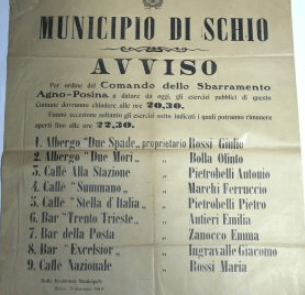 MUNICIPIO DI SCHIO
AVVISO
Per ordine del Comando dello Sbarramento
Agno-Posina a datare da oggi, gli esercizi pubblici di questo
Comune dovranno chiudere alle ore 20,30.
Fanno eccezione soltanto gli esercizi sotto indicati i quali potranno rimanere
aperti fino alle ore 22,30.
1. Albergo "Due Spade„ proprietario Rossi Giulio
2. Albergo "Due Mori„ „ Bolla Olinto
3. Caffè Alla Stazione „ Pietrobelli Antonio
4. Caffè "Summano„ „ Marchi Ferruccio
5. Caffè "Stella d'Italia„ „ Pietrobelli Pietro
6. Bar "Trento Trieste„ „ Autieri Emilia
7. Bar della Posta „ Zanocco Emma
8. Bar "Excelsior„ „ Ingravalle Giacomo
9. Caffè Nazionale „ Rossi Maria
Dalla Residenza Municipale